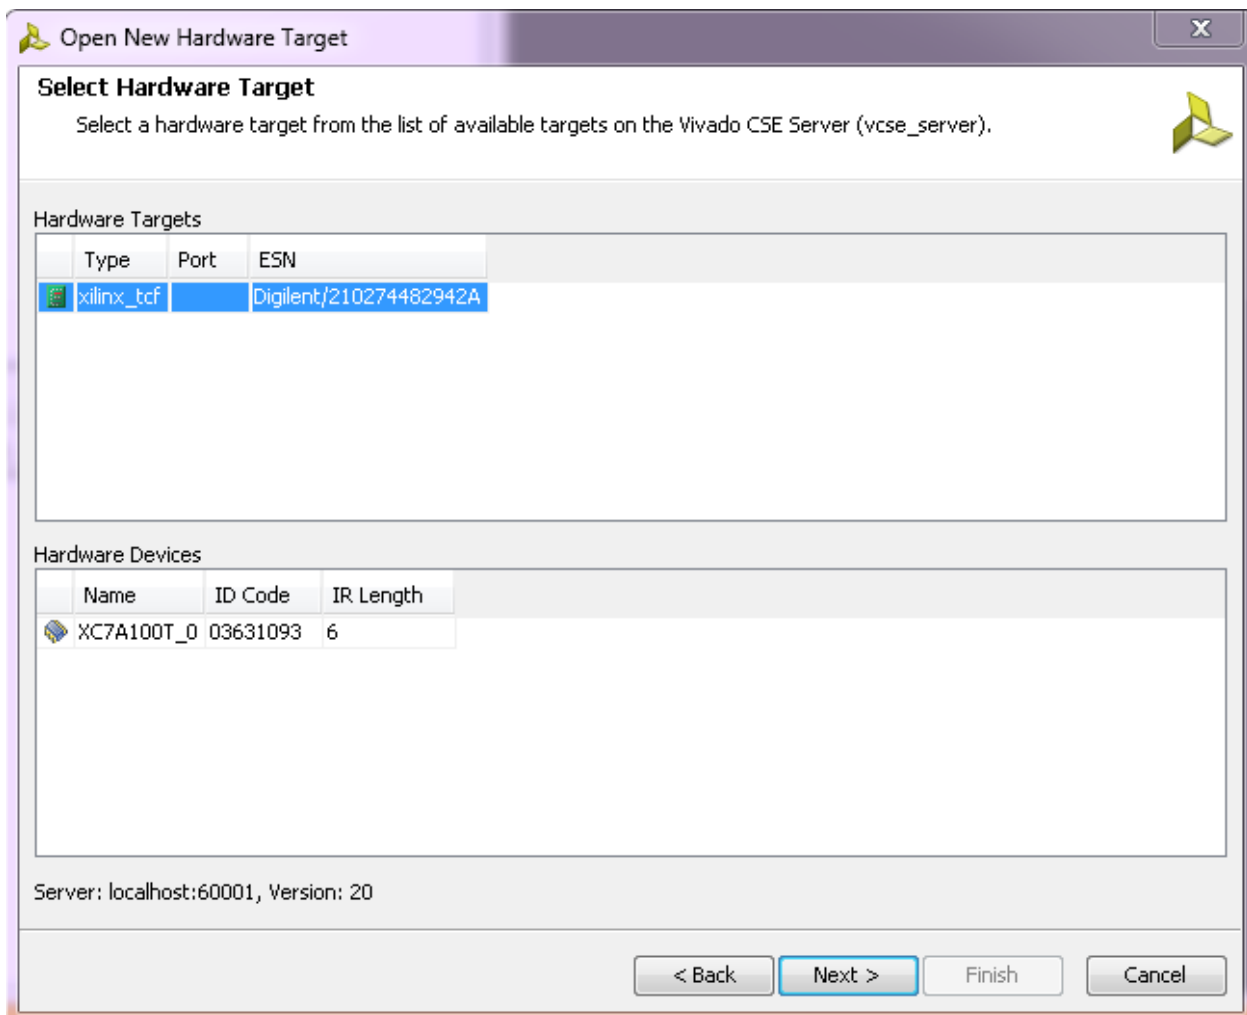 Open New Hardware Target
X
Select Hardware Target
Select a hardware target from the list of available targets on the Vivado CSE Server (vcse_server).
Hardware Targets
Type Port ESN
xilinx_tcf Digilent/210274482942A
Hardware Devices
Name ID Code IR Length
XC7A100T_0 03631093 6
Server: localhost:60001, Version: 20
< Back Next > Finish Cancel